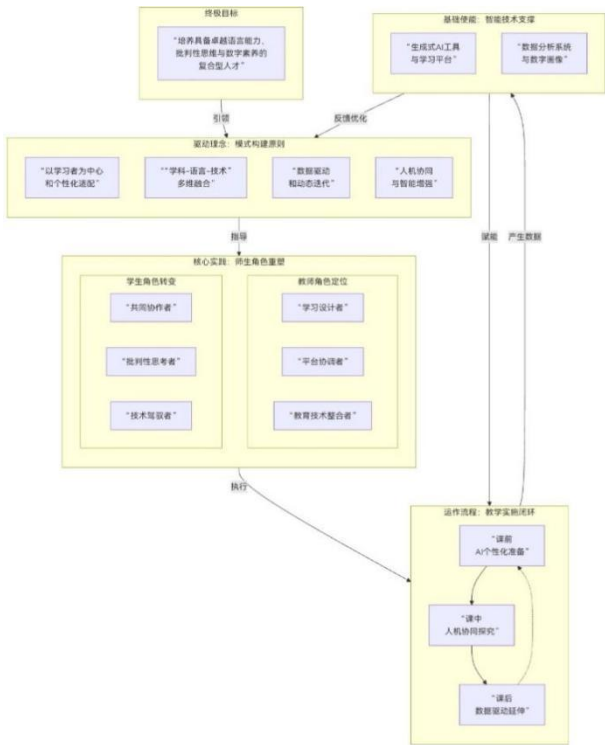 终极目标
“培养具备卓越语言能力,
批判性思维与数字素养的
复合型人才”
基础使能：智能技术支撑
“生成式AI工具
与学习平台”
“数据分析系统
与数字画像”
引领
反馈优化
驱动理念：模式构建原则
“以学习者为中心
和个性化适配”
““学科-语言-技术”
多维融合”
“数据驱动
和动态迭代”
“人机协同
与智能增强”
指导
赋能
产生数据
核心实践：师生角色重塑
学生角色转变
“共同协作者”
“批判性思考者”
“技术驾驭者”
教师角色定位
“学习设计者”
“平台协调者”
“教育技术整合者”
执行
运作流程：教学实施闭环
“课前
AI个性化准备”
“课中
人机协同探究”
“课后
数据驱动延伸”